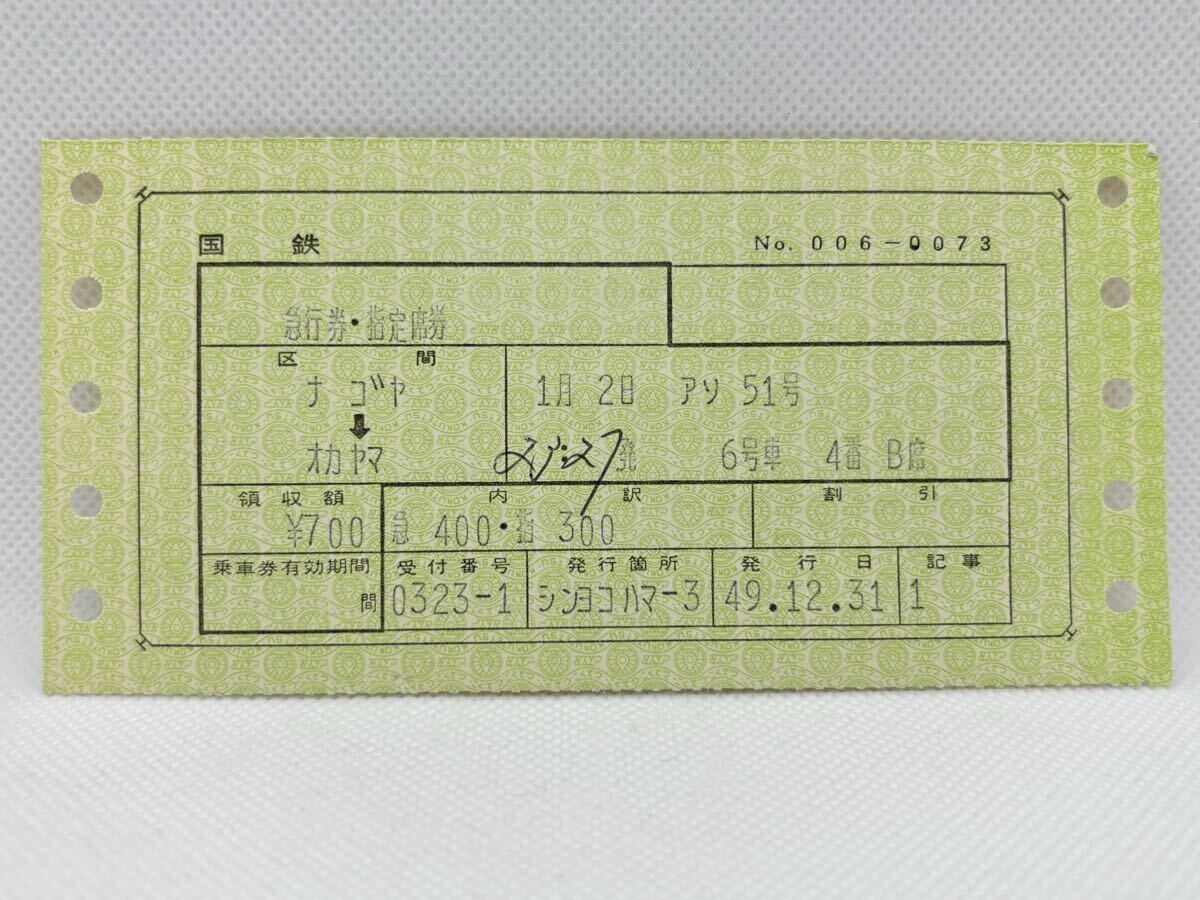 国鉄 No. 006-0073
急行券・指定席券
区間
ナゴヤ 1月 2日 アソ 51号
オカヤマ 発 6号車 4番 B席
領収額 内訳 割引
¥700 急 400・指 300
乗車券有効期間 受付番号 発行箇所 発行日 記事
間 0323-1 シンヨコハマ-3 49.12.31 1